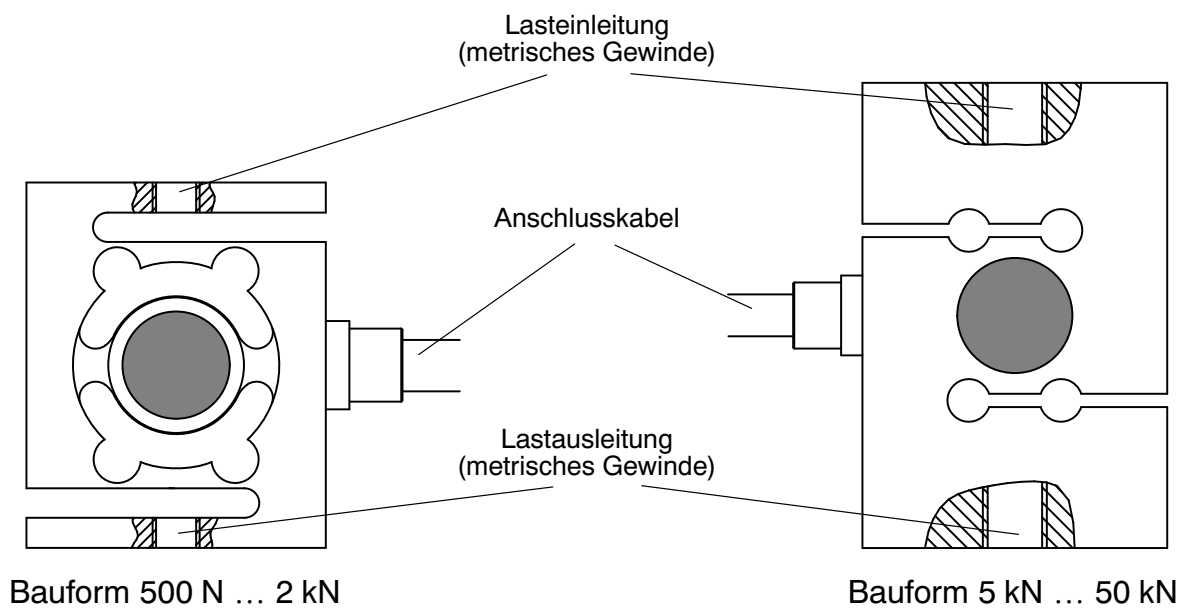 Lasteinleitung
(metrisches Gewinde)
Anschlusskabel
Lastausleitung
(metrisches Gewinde)
Bauform 500 N … 2 kN
Bauform 5 kN … 50 kN